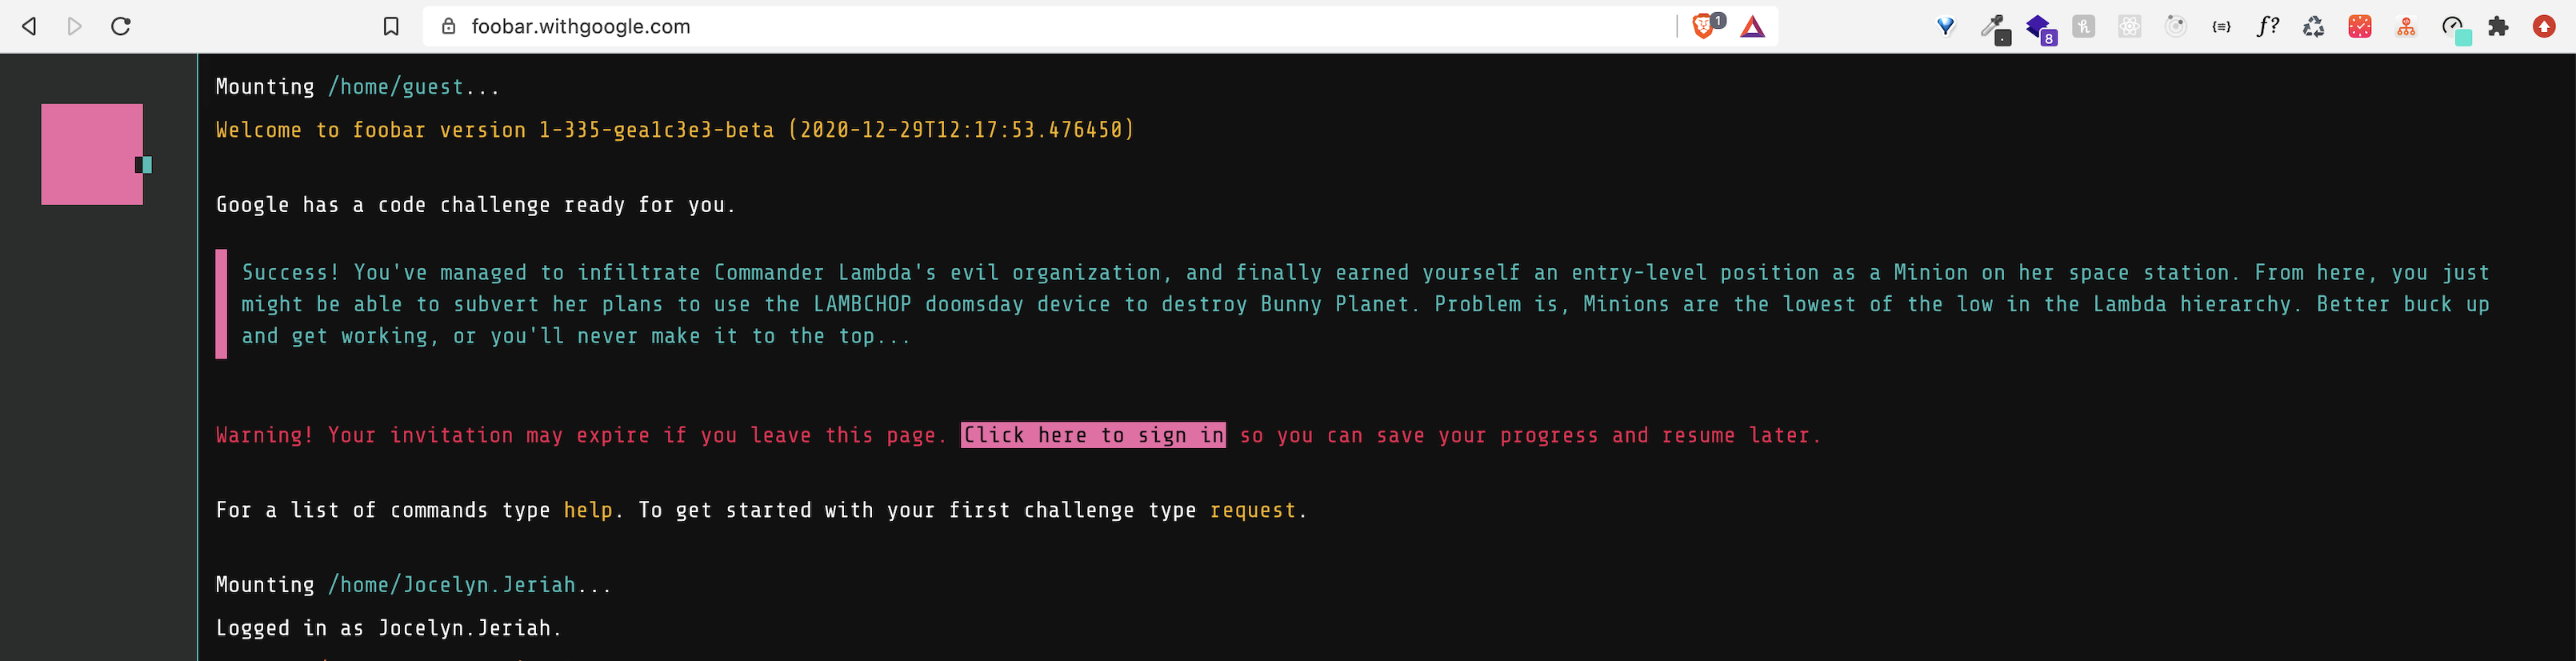 foobar.withgoogle.com
1
8
f?
Mounting /home/guest...
Welcome to foobar version 1-335-gea1c3e3-beta (2020-12-29T12:17:53.476450)
Google has a code challenge ready for you.
Success! You've managed to infiltrate Commander Lambda's evil organization, and finally earned yourself an entry-level position as a Minion on her space station. From here, you just
might be able to subvert her plans to use the LAMBCHOP doomsday device to destroy Bunny Planet. Problem is, Minions are the lowest of the low in the Lambda hierarchy. Better buck up
and get working, or you'll never make it to the top...
Warning! Your invitation may expire if you leave this page. Click here to sign in so you can save your progress and resume later.
For a list of commands type help. To get started with your first challenge type request.
Mounting /home/Jocelyn.Jeriah...
Logged in as Jocelyn.Jeriah.